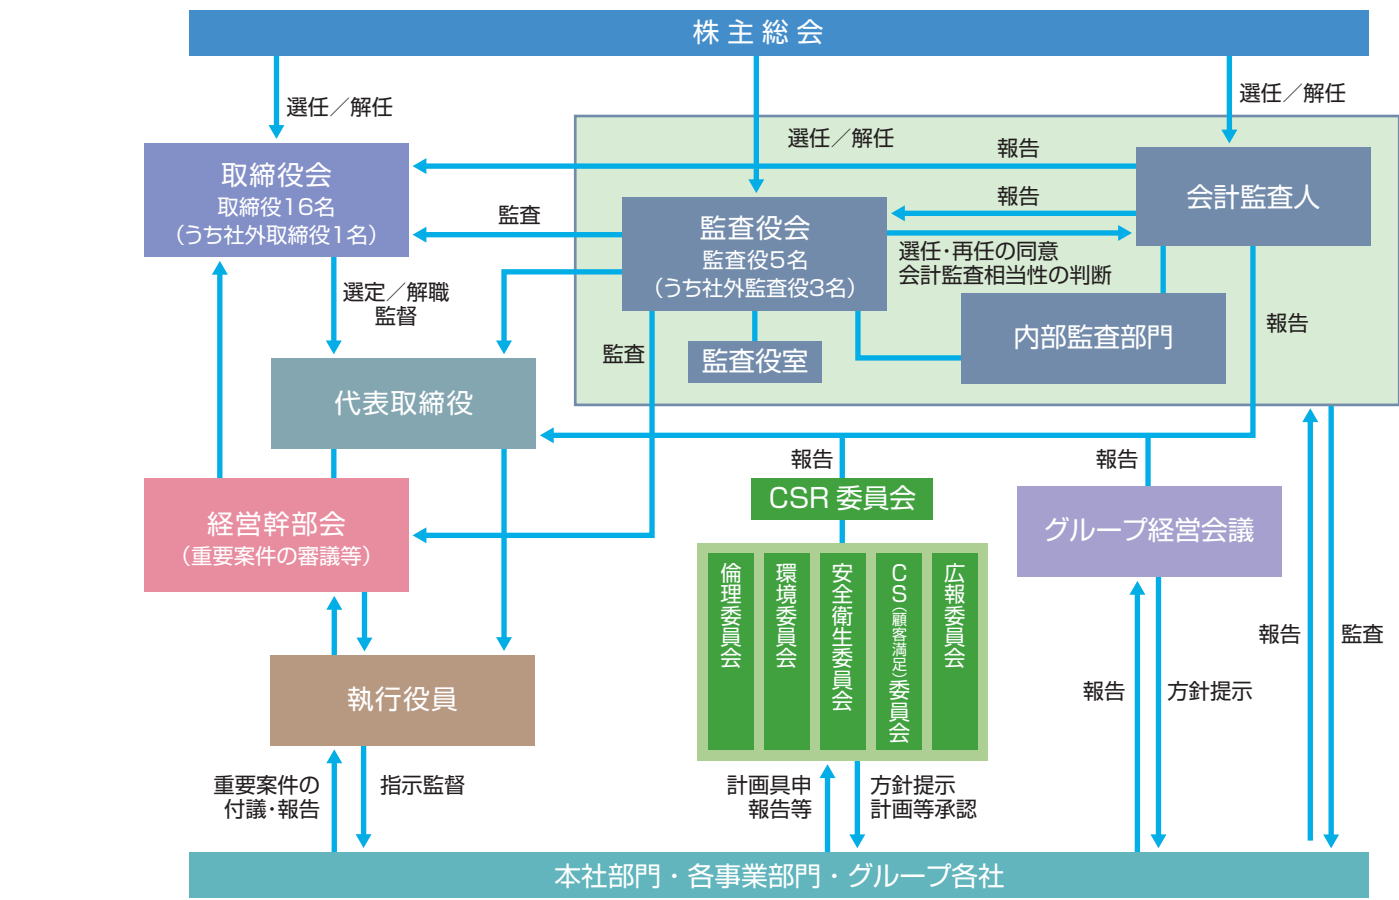 株主総会
選任／解任
選任／解任
選任／解任
取締役会
取締役16名
（うち社外取締役1名）
報告
会計監査人
監査
報告
監査役会
監査役5名
（うち社外監査役3名）
選任・再任の同意
会計監査相当性の判断
選定／解職
監督
監査
監査役室
内部監査部門
報告
代表取締役
報告
報告
経営幹部会
（重要案件の審議等）
CSR 委員会
グループ経営会議
倫理委員会
環境委員会
安全衛生委員会
CS（顧客満足）委員会
広報委員会
報告
監査
執行役員
報告
方針提示
重要案件の
付議・報告
指示監督
計画具申
報告等
方針提示
計画等承認
本社部門・各事業部門・グループ各社